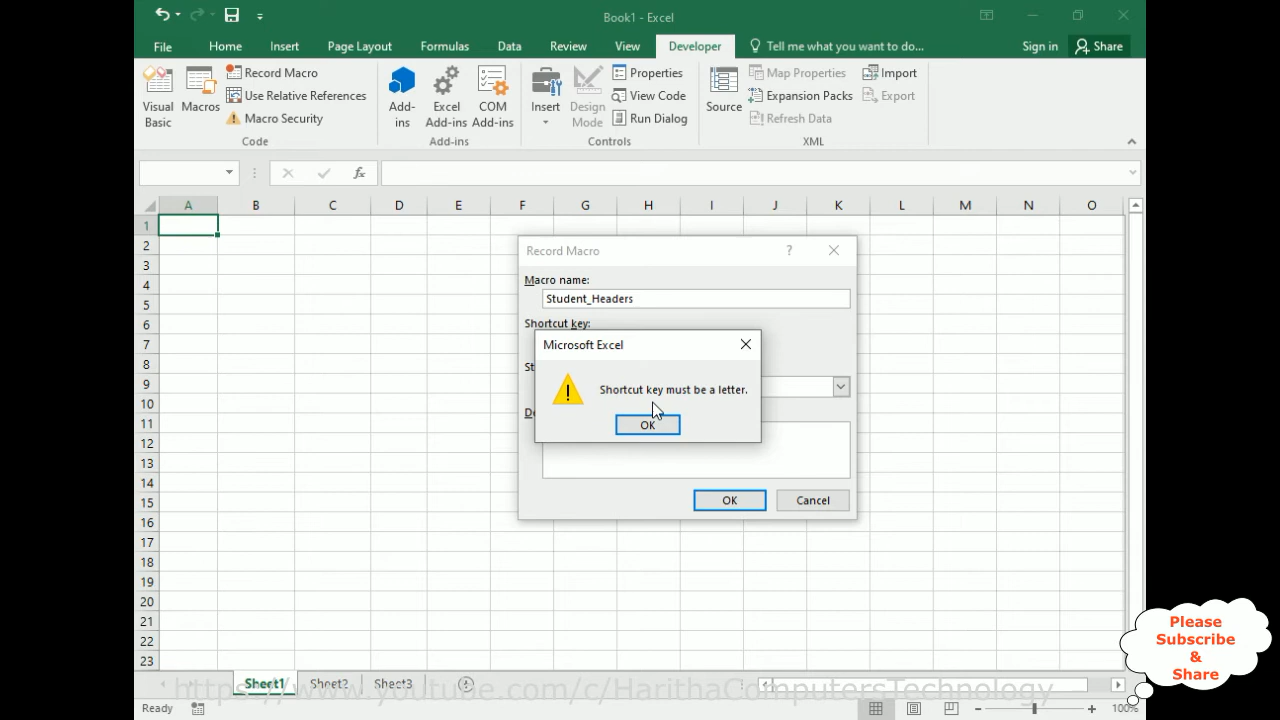 Book1 - Excel
File Home Insert Page Layout Formulas Data Review View Developer Tell me what you want to do... Sign in Share
Visual Basic
Macros
Record Macro
Use Relative References
Macro Security
Code
Add-ins
Excel Add-ins
COM Add-ins
Add-ins
Insert
Design Mode
Properties
View Code
Run Dialog
Controls
Source
Map Properties
Expansion Packs
Refresh Data
Import
Export
XML
fx
A B C D E F G H I J K L M N O
1
2
3
4
5
6
7
8
9
10
11
12
13
14
15
16
17
18
19
20
21
22
23
Record Macro ?
Macro name:
Student_Headers
Shortcut key:
St
De
OK Cancel
Microsoft Excel
Shortcut key must be a letter.
OK
Please
Subscribe
&
Share
Sheet1 Sheet2 Sheet3
https://www.youtube.com/c/HarithaComputersTechnology
Ready 100%